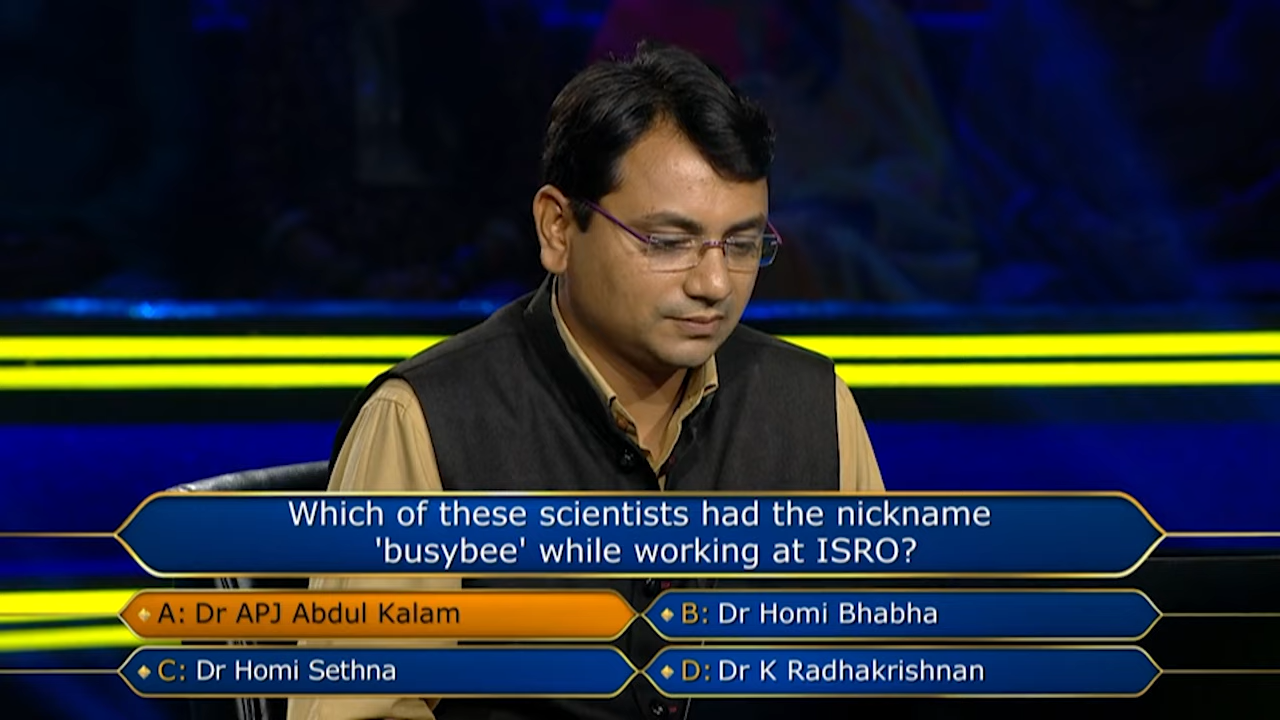 Which of these scientists had the nickname
'busybee' while working at ISRO?
A: Dr APJ Abdul Kalam
B: Dr Homi Bhabha
C: Dr Homi Sethna
D: Dr K Radhakrishnan